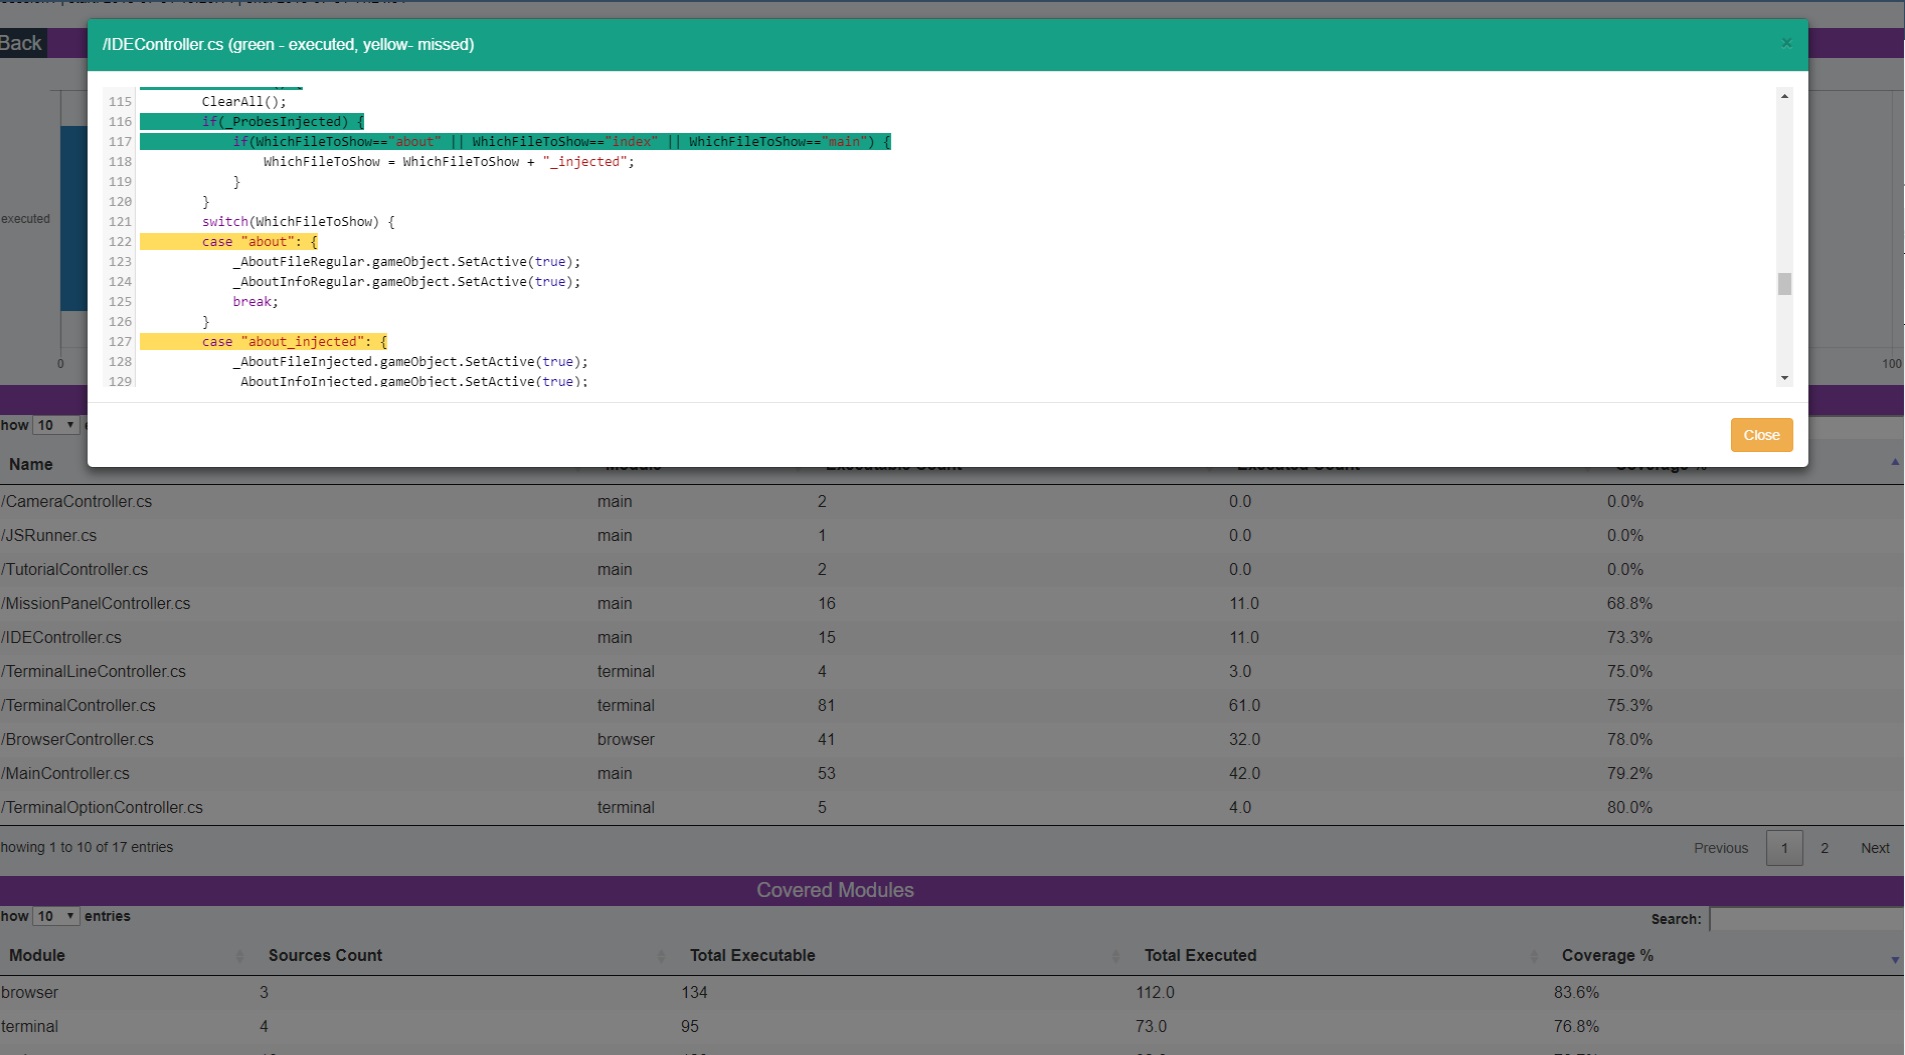 Back
/IDEController.cs (green - executed, yellow- missed)
×
115 ClearAll();
116 if(_ProbesInjected) {
117 if(WhichFileToShow=="about" || WhichFileToShow=="index" || WhichFileToShow=="main") {
118 WhichFileToShow = WhichFileToShow + "_injected";
119 }
120 }
121 switch(WhichFileToShow) {
122 case "about": {
123 _AboutFileRegular.gameObject.SetActive(true);
124 _AboutInfoRegular.gameObject.SetActive(true);
125 break;
126 }
127 case "about_injected": {
128 _AboutFileInjected.gameObject.SetActive(true);
129 AboutInfoInjected.gameObject.SetActive(true);
executed
0 100
Close
how 10
Name Module Executable Count Executed Count Coverage %
/CameraController.cs main 2 0.0 0.0%
/JSRunner.cs main 1 0.0 0.0%
/TutorialController.cs main 2 0.0 0.0%
/MissionPanelController.cs main 16 11.0 68.8%
/IDEController.cs main 15 11.0 73.3%
/TerminalLineController.cs terminal 4 3.0 75.0%
/TerminalController.cs terminal 81 61.0 75.3%
/BrowserController.cs browser 41 32.0 78.0%
/MainController.cs main 53 42.0 79.2%
/TerminalOptionController.cs terminal 5 4.0 80.0%
howing 1 to 10 of 17 entries Previous 1 2 Next
Covered Modules
how 10 entries Search:
Module Sources Count Total Executable Total Executed Coverage %
browser 3 134 112.0 83.6%
terminal 4 95 73.0 76.8%